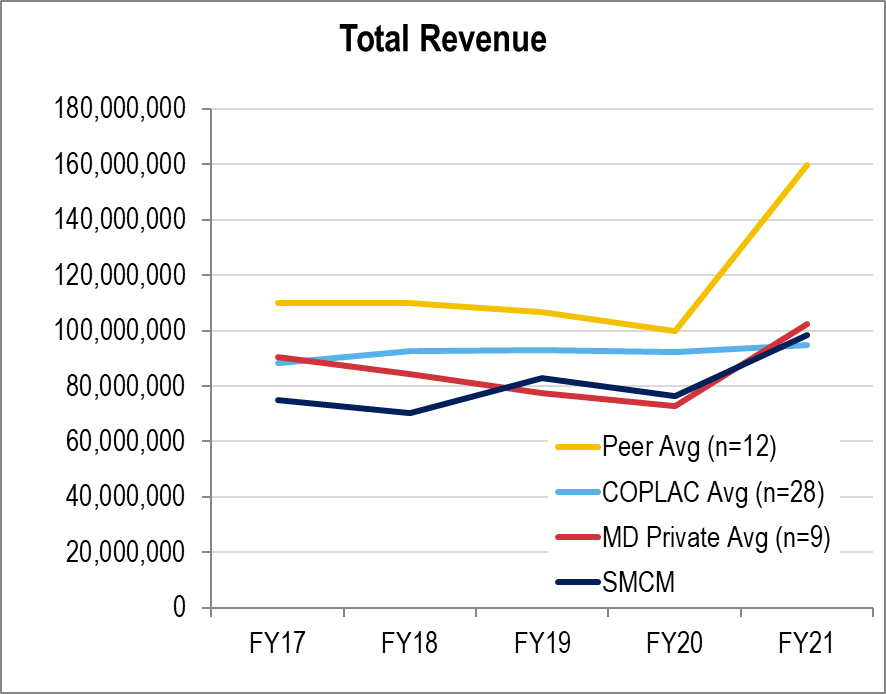 Total Revenue
180,000,000
160,000,000
140,000,000
120,000,000
100,000,000
80,000,000
60,000,000
40,000,000
20,000,000
0
Peer Avg (n=12)
COPLAC Avg (n=28)
MD Private Avg (n=9)
SMCM
FY17 FY18 FY19 FY20 FY21